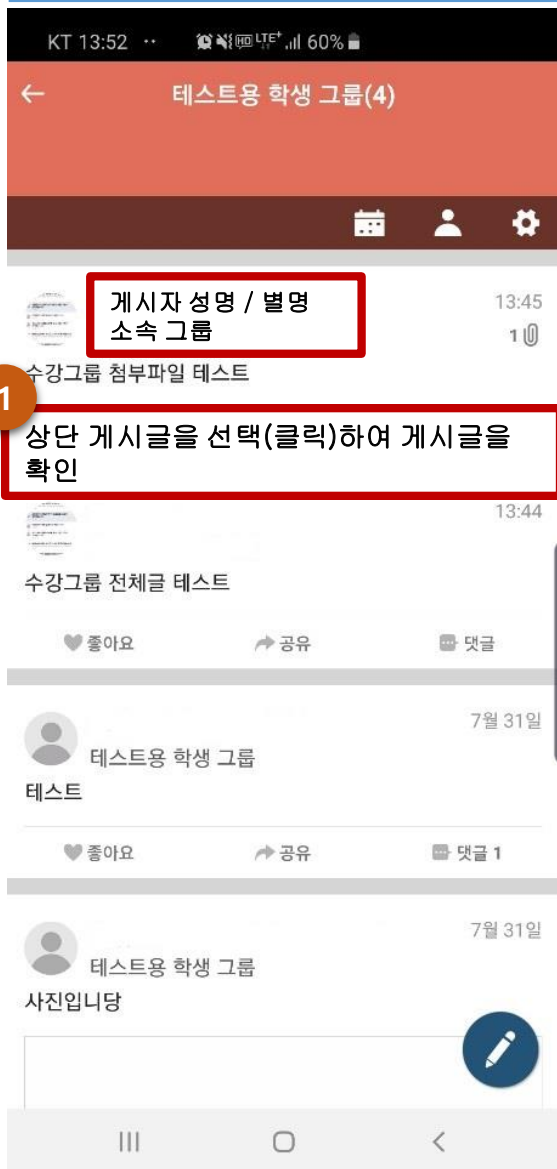 KT 13:52 ·· HD LTE+ 60%
테스트용 학생 그룹(4)
게시자 성명 / 별명
소속 그룹
13:45
1
수강그룹 첨부파일 테스트
1
상단 게시글을 선택(클릭)하여 게시글을
확인
13:44
수강그룹 전체글 테스트
좋아요 공유 댓글
7월 31일
테스트용 학생 그룹
테스트
좋아요 공유 댓글 1
7월 31일
테스트용 학생 그룹
사진입니당